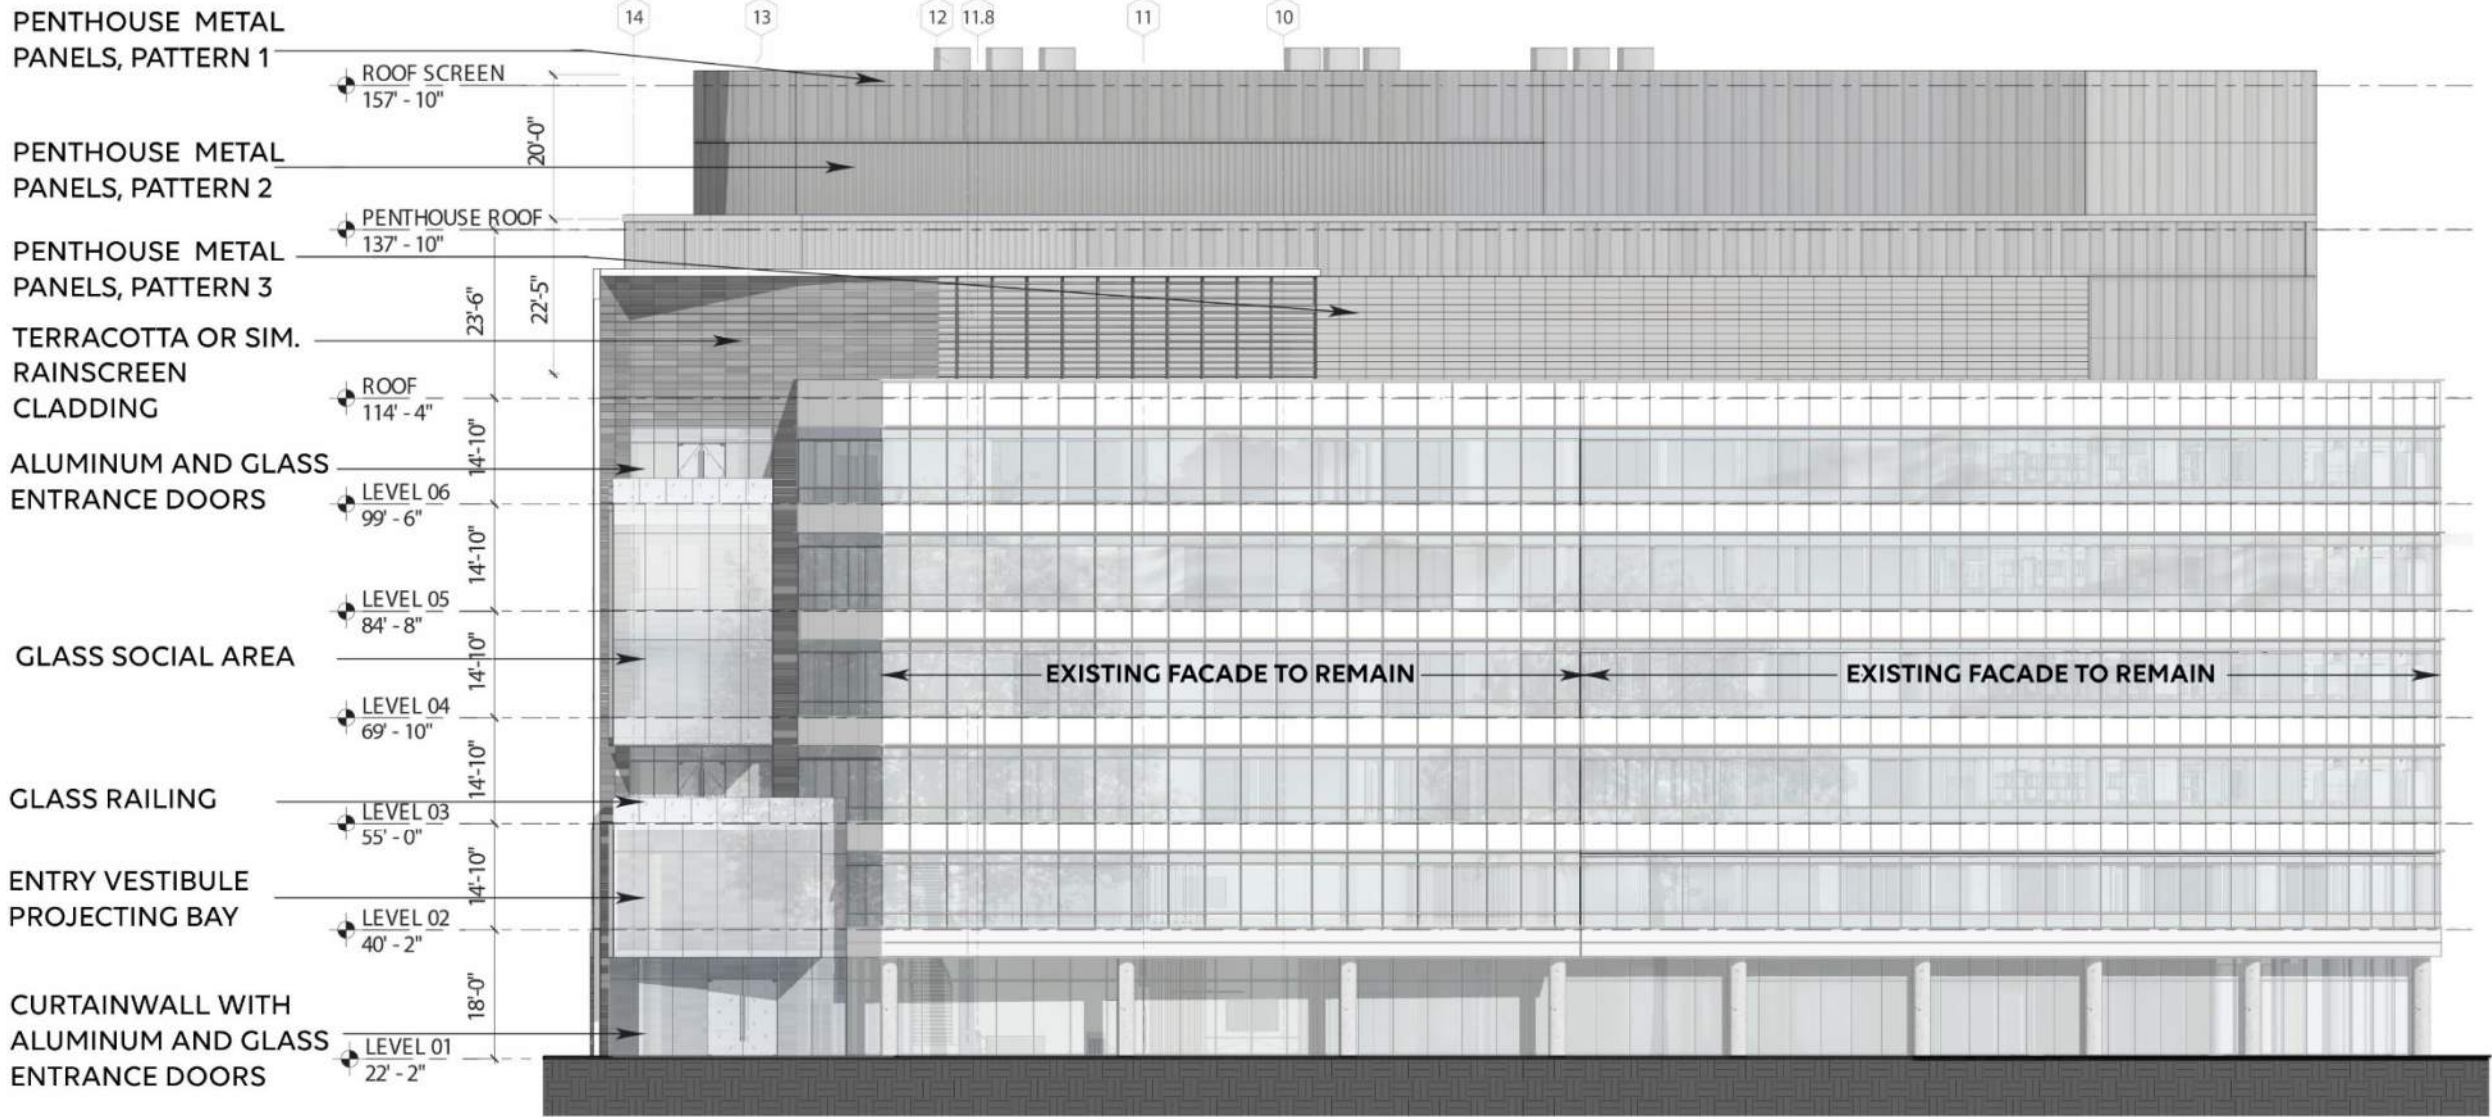 14
13
12
11.8
11
10
PENTHOUSE METAL
PANELS, PATTERN 1
ROOF SCREEN
157' - 10"
20'-0"
PENTHOUSE METAL
PANELS, PATTERN 2
PENTHOUSE ROOF
137' - 10"
PENTHOUSE METAL
PANELS, PATTERN 3
23'-6"
22'-5"
TERRACOTTA OR SIM.
RAINSCREEN
CLADDING
ROOF
114' - 4"
14'-10"
ALUMINUM AND GLASS
ENTRANCE DOORS
LEVEL 06
99' - 6"
14'-10"
LEVEL 05
84' - 8"
GLASS SOCIAL AREA
14'-10"
EXISTING FACADE TO REMAIN
EXISTING FACADE TO REMAIN
LEVEL 04
69' - 10"
14'-10"
GLASS RAILING
LEVEL 03
55' - 0"
14'-10"
ENTRY VESTIBULE
PROJECTING BAY
LEVEL 02
40' - 2"
18'-0"
CURTAINWALL WITH
ALUMINUM AND GLASS
ENTRANCE DOORS
LEVEL 01
22' - 2"